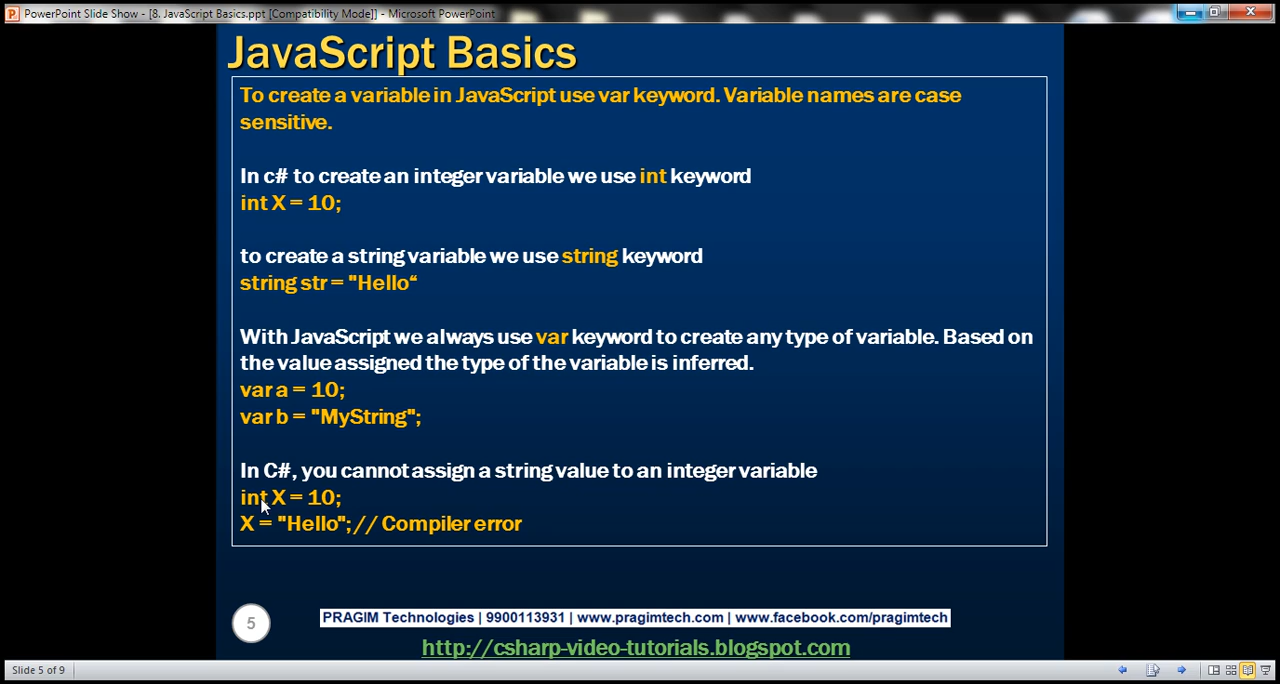 PowerPoint Slide Show - [8. JavaScript Basics.ppt [Compatibility Mode]] - Microsoft PowerPoint
JavaScript Basics
To create a variable in JavaScript use var keyword. Variable names are case
sensitive.
In c# to create an integer variable we use int keyword
int X = 10;
to create a string variable we use string keyword
string str = "Hello“
With JavaScript we always use var keyword to create any type of variable. Based on
the value assigned the type of the variable is inferred.
var a = 10;
var b = "MyString";
In C#, you cannot assign a string value to an integer variable
int X = 10;
X = "Hello"; // Compiler error
5
PRAGIM Technologies | 9900113931 | www.pragimtech.com | www.facebook.com/pragimtech
http://csharp-video-tutorials.blogspot.com
Slide 5 of 9